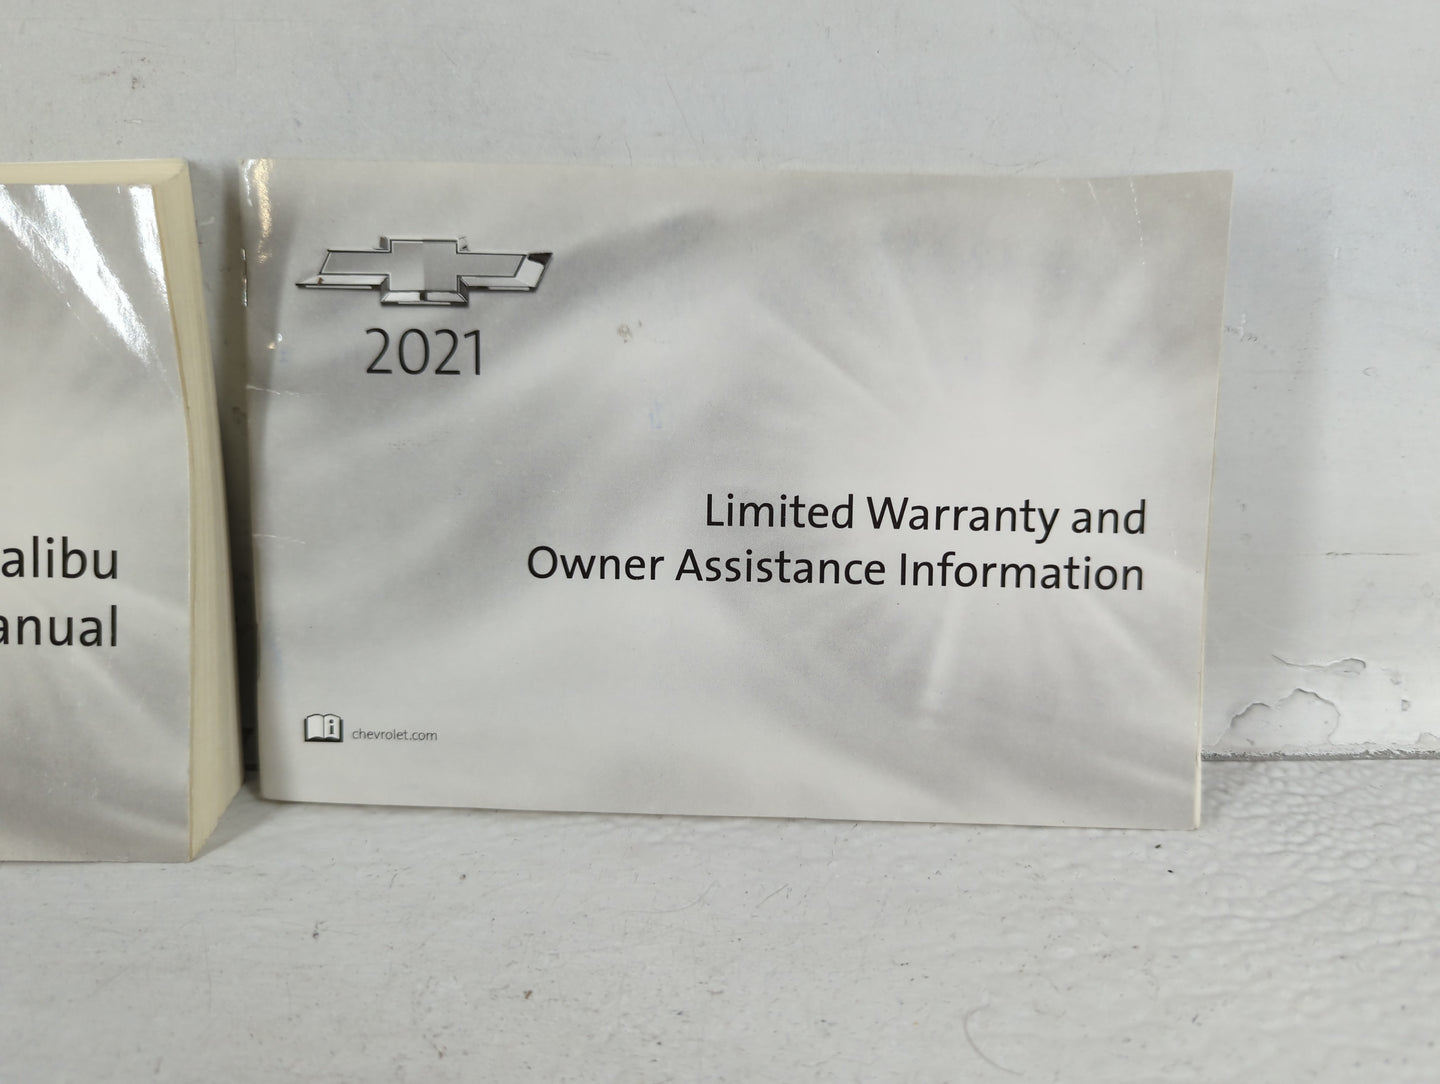 alibu
anual
2021
Limited Warranty and
Owner Assistance Information
i chevrolet.com